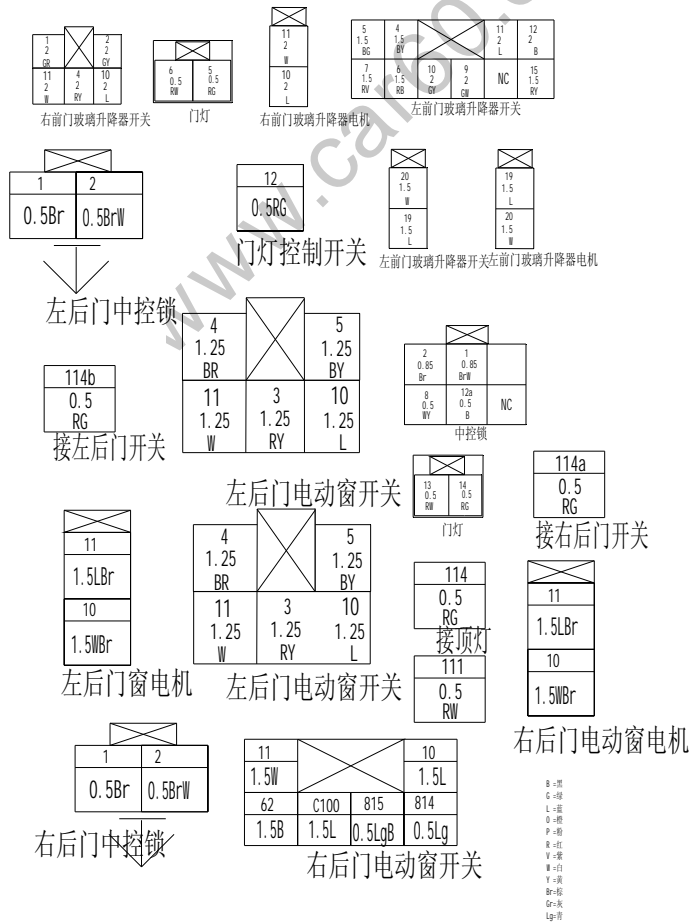 1 2
2 2
GR GY
11 4 10
2 2 2
W RY L
右前门玻璃升降器开关
6 5
0.5 0.5
RW RG
门灯
11
2
W
10
2
L
右前门玻璃升降器电机
5 4 11 12
1.5 1.5 2 2
BG BY L B
7 6 10 9 NC 15
1.5 1.5 2 2 1.5
RV RB GY GW RY
左前门玻璃升降器开关
www.car60.co
1 2
0.5Br 0.5BrW
左后门中控锁
12
0.5RG
门灯控制开关
20
1.5
W
19
1.5
L
左前门玻璃升降器开关
19
1.5
L
20
1.5
W
左前门玻璃升降器电机
114b
0.5
RG
接左后门开关
4 5
1.25 1.25
BR BY
11 3 10
1.25 1.25 1.25
W RY L
左后门电动窗开关
2 1
0.85 0.85
Br BrW
8 12a NC
0.5 0.5
WY B
中控锁
13 14
0.5 0.5
RW RG
门灯
114a
0.5
RG
接右后门开关
11
1.5LBr
10
1.5WBr
左后门窗电机
4 5
1.25 1.25
BR BY
11 3 10
1.25 1.25 1.25
W RY L
左后门电动窗开关
114
0.5
RG
接顶灯
111
0.5
RW
11
1.5LBr
10
1.5WBr
右后门电动窗电机
1 2
0.5Br 0.5BrW
右后门中控锁
11 10
1.5W 1.5L
62 C100 815 814
1.5B 1.5L 0.5LgB 0.5Lg
右后门电动窗开关
B =黑
G =绿
L =蓝
O =橙
P =粉
R =红
V =紫
W =白
Y =黄
Br=棕
Gr=灰
Lg=青